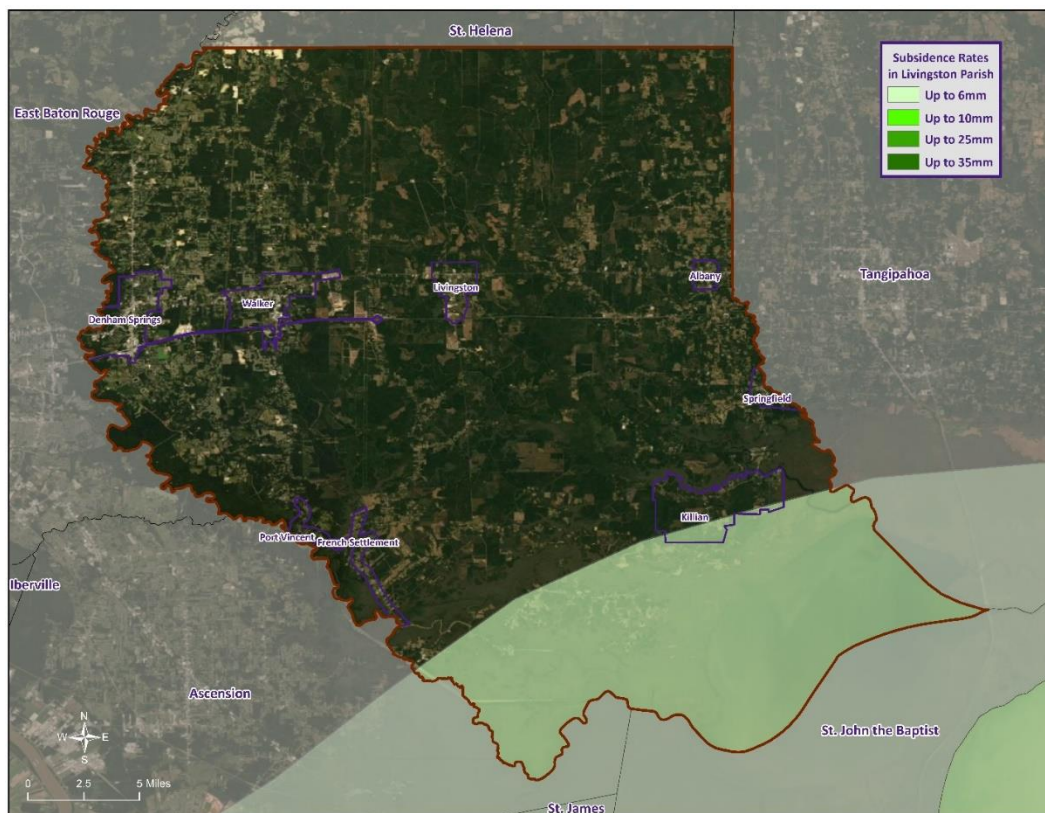 St. Helena
Subsidence Rates
in Livingston Parish
Up to 6mm
Up to 10mm
Up to 25mm
Up to 35mm
East Baton Rouge
Tangipahoa
Albany
Livingston
Walker
Denham Springs
Springfield
Killian
Port Vincent
French Settlement
Iberville
Ascension
St. John the Baptist
N
W E
S
0 2.5 5 Miles
St. James